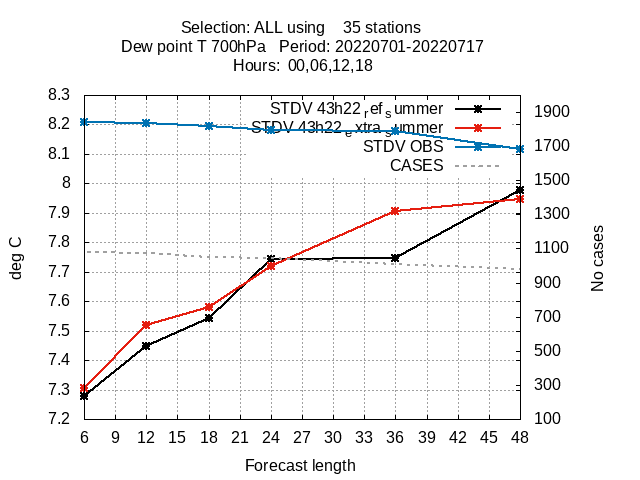 Selection: ALL using    35 stations
Dew point T 700hPa   Period: 20220701-20220717
Hours:  00,06,12,18
STDV 43h22_ref_summer
STDV 43h22_extra_summer
STDV OBS
CASES
8.3
8.2
8.1
8
7.9
7.8
7.7
7.6
7.5
7.4
7.3
7.2
deg C
1900
1700
1500
1300
1100
900
700
500
300
100
No cases
6 9 12 15 18 21 24 27 30 33 36 39 42 45 48
Forecast length